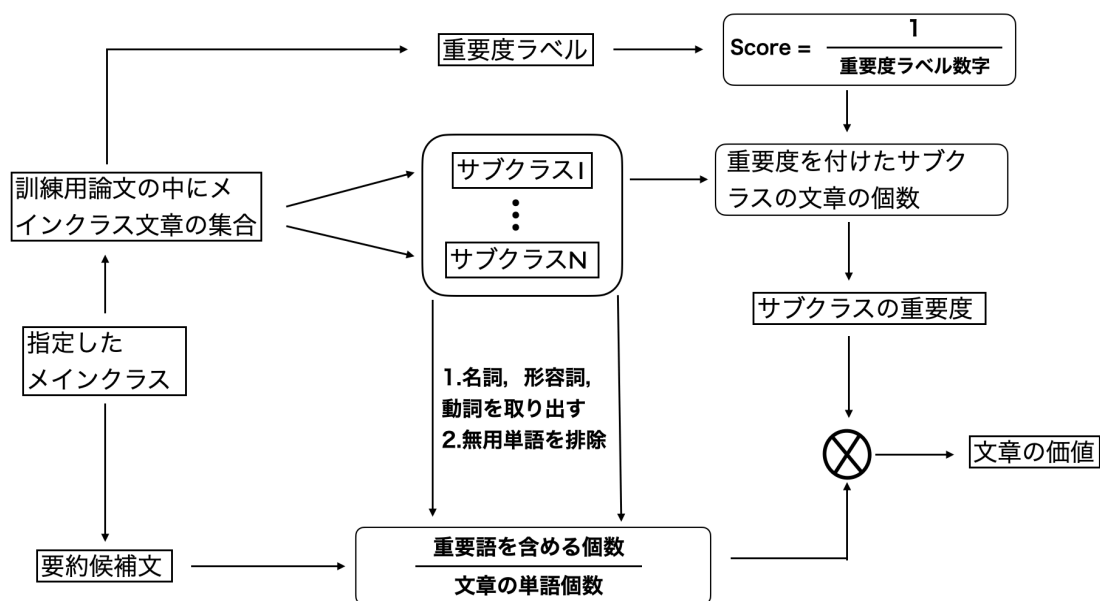 重要度ラベル
Score =
1
重要度ラベル数字
訓練用論文の中にメ
インクラス文章の集合
サブクラス1
サブクラスN
重要度を付けたサブク
ラスの文章の個数
サブクラスの重要度
指定した
メインクラス
1.名詞，形容詞，
動詞を取り出す
2.無用単語を排除
文章の価値
要約候補文
重要語を含める個数
文章の単語個数